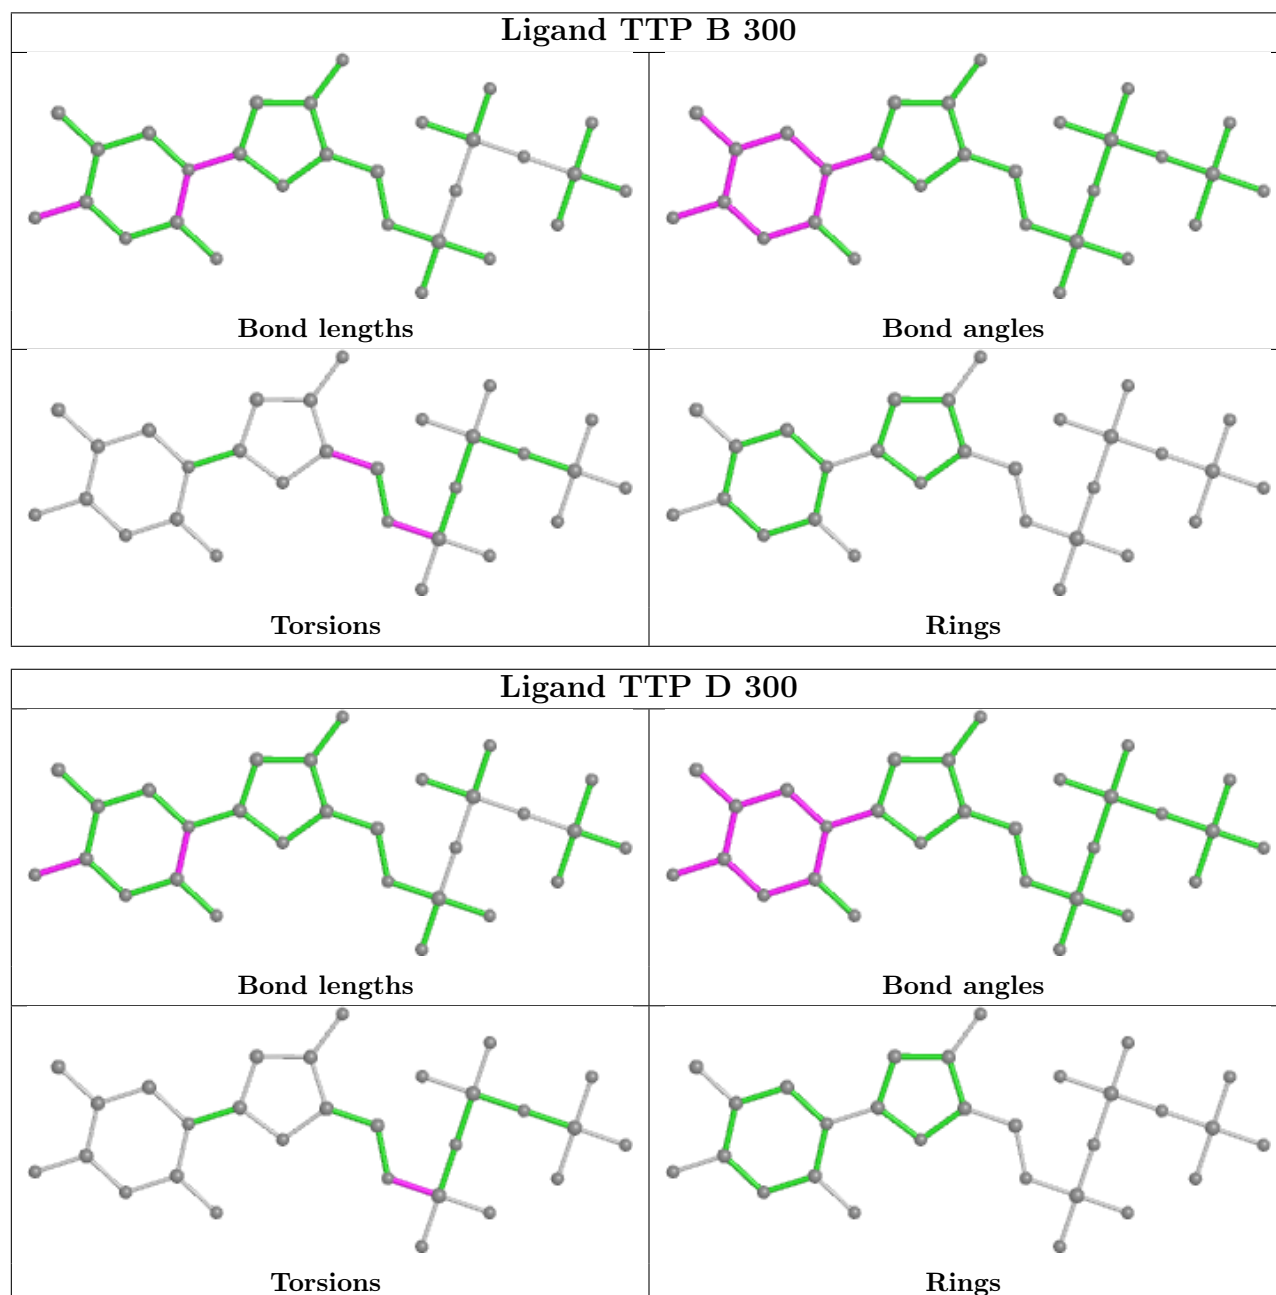 Ligand TTP B 300
Bond lengths
Bond angles
Torsions
Rings
Ligand TTP D 300
Bond lengths
Bond angles
Torsions
Rings